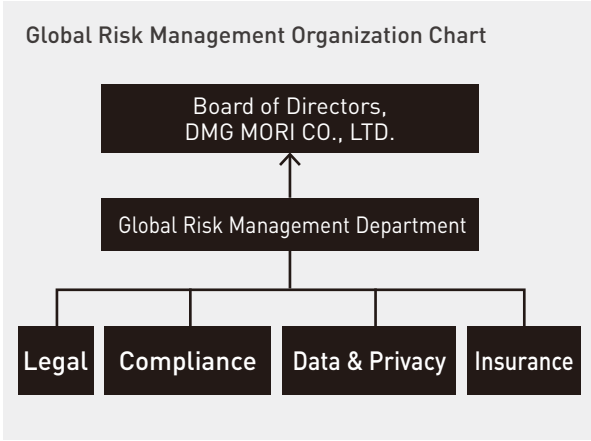 Global Risk Management Organization Chart
Board of Directors,
DMG MORI CO., LTD.
Global Risk Management Department
Legal
Compliance
Data & Privacy
Insurance